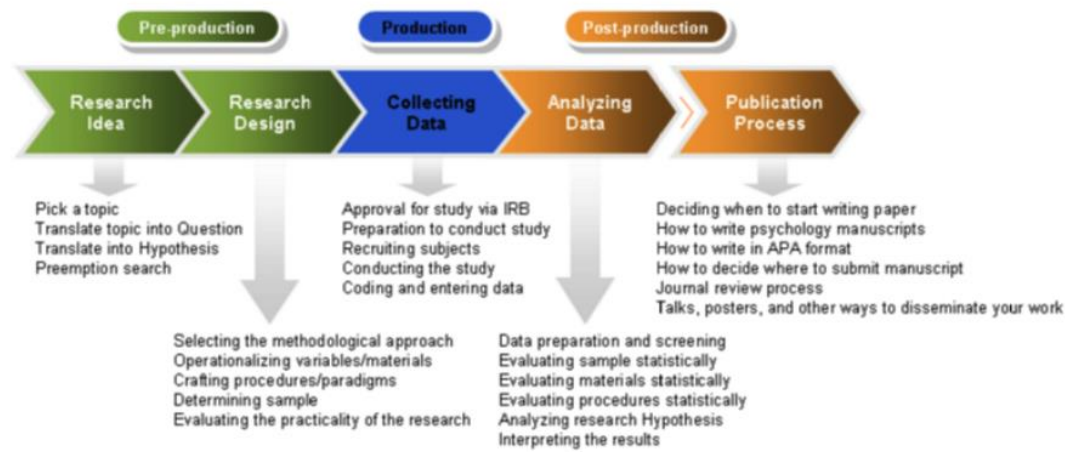 Pre-production
Production
Post-production
Research
Idea
Research
Design
Collecting
Data
Analyzing
Data
Publication
Process
Pick a topic
Translate topic into Question
Translate into Hypothesis
Preemption search
Selecting the methodological approach
Operationalizing variables/materials
Crafting procedures/paradigms
Determining sample
Evaluating the practicality of the research
Approval for study via IRB
Preparation to conduct study
Recruiting subjects
Conducting the study
Coding and entering data
Data preparation and screening
Evaluating sample statistically
Evaluating materials statistically
Evaluating procedures statistically
Analyzing research Hypothesis
Interpreting the results
Deciding when to start writing paper
How to write psychology manuscripts
How to write in APA format
How to decide where to submit manuscript
Journal review process
Talks, posters, and other ways to disseminate your work